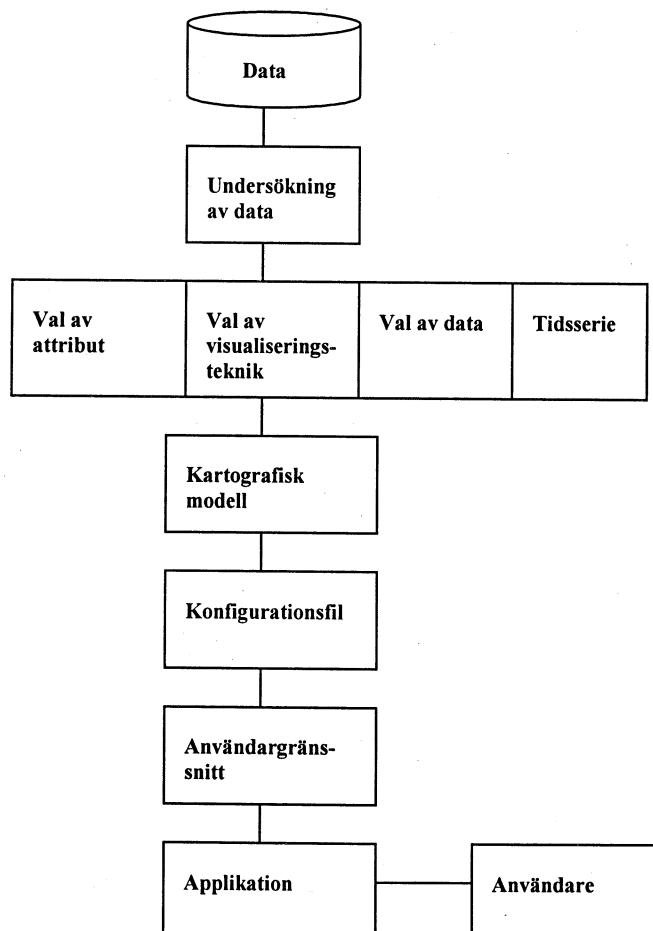 Data
Undersökning
av data
Val av
attribut
Val av
visualiserings-
teknik
Val av data
Tidsserie
Kartografisk
modell
Konfigurationsfil
Användargräns-
snitt
Applikation
Användare